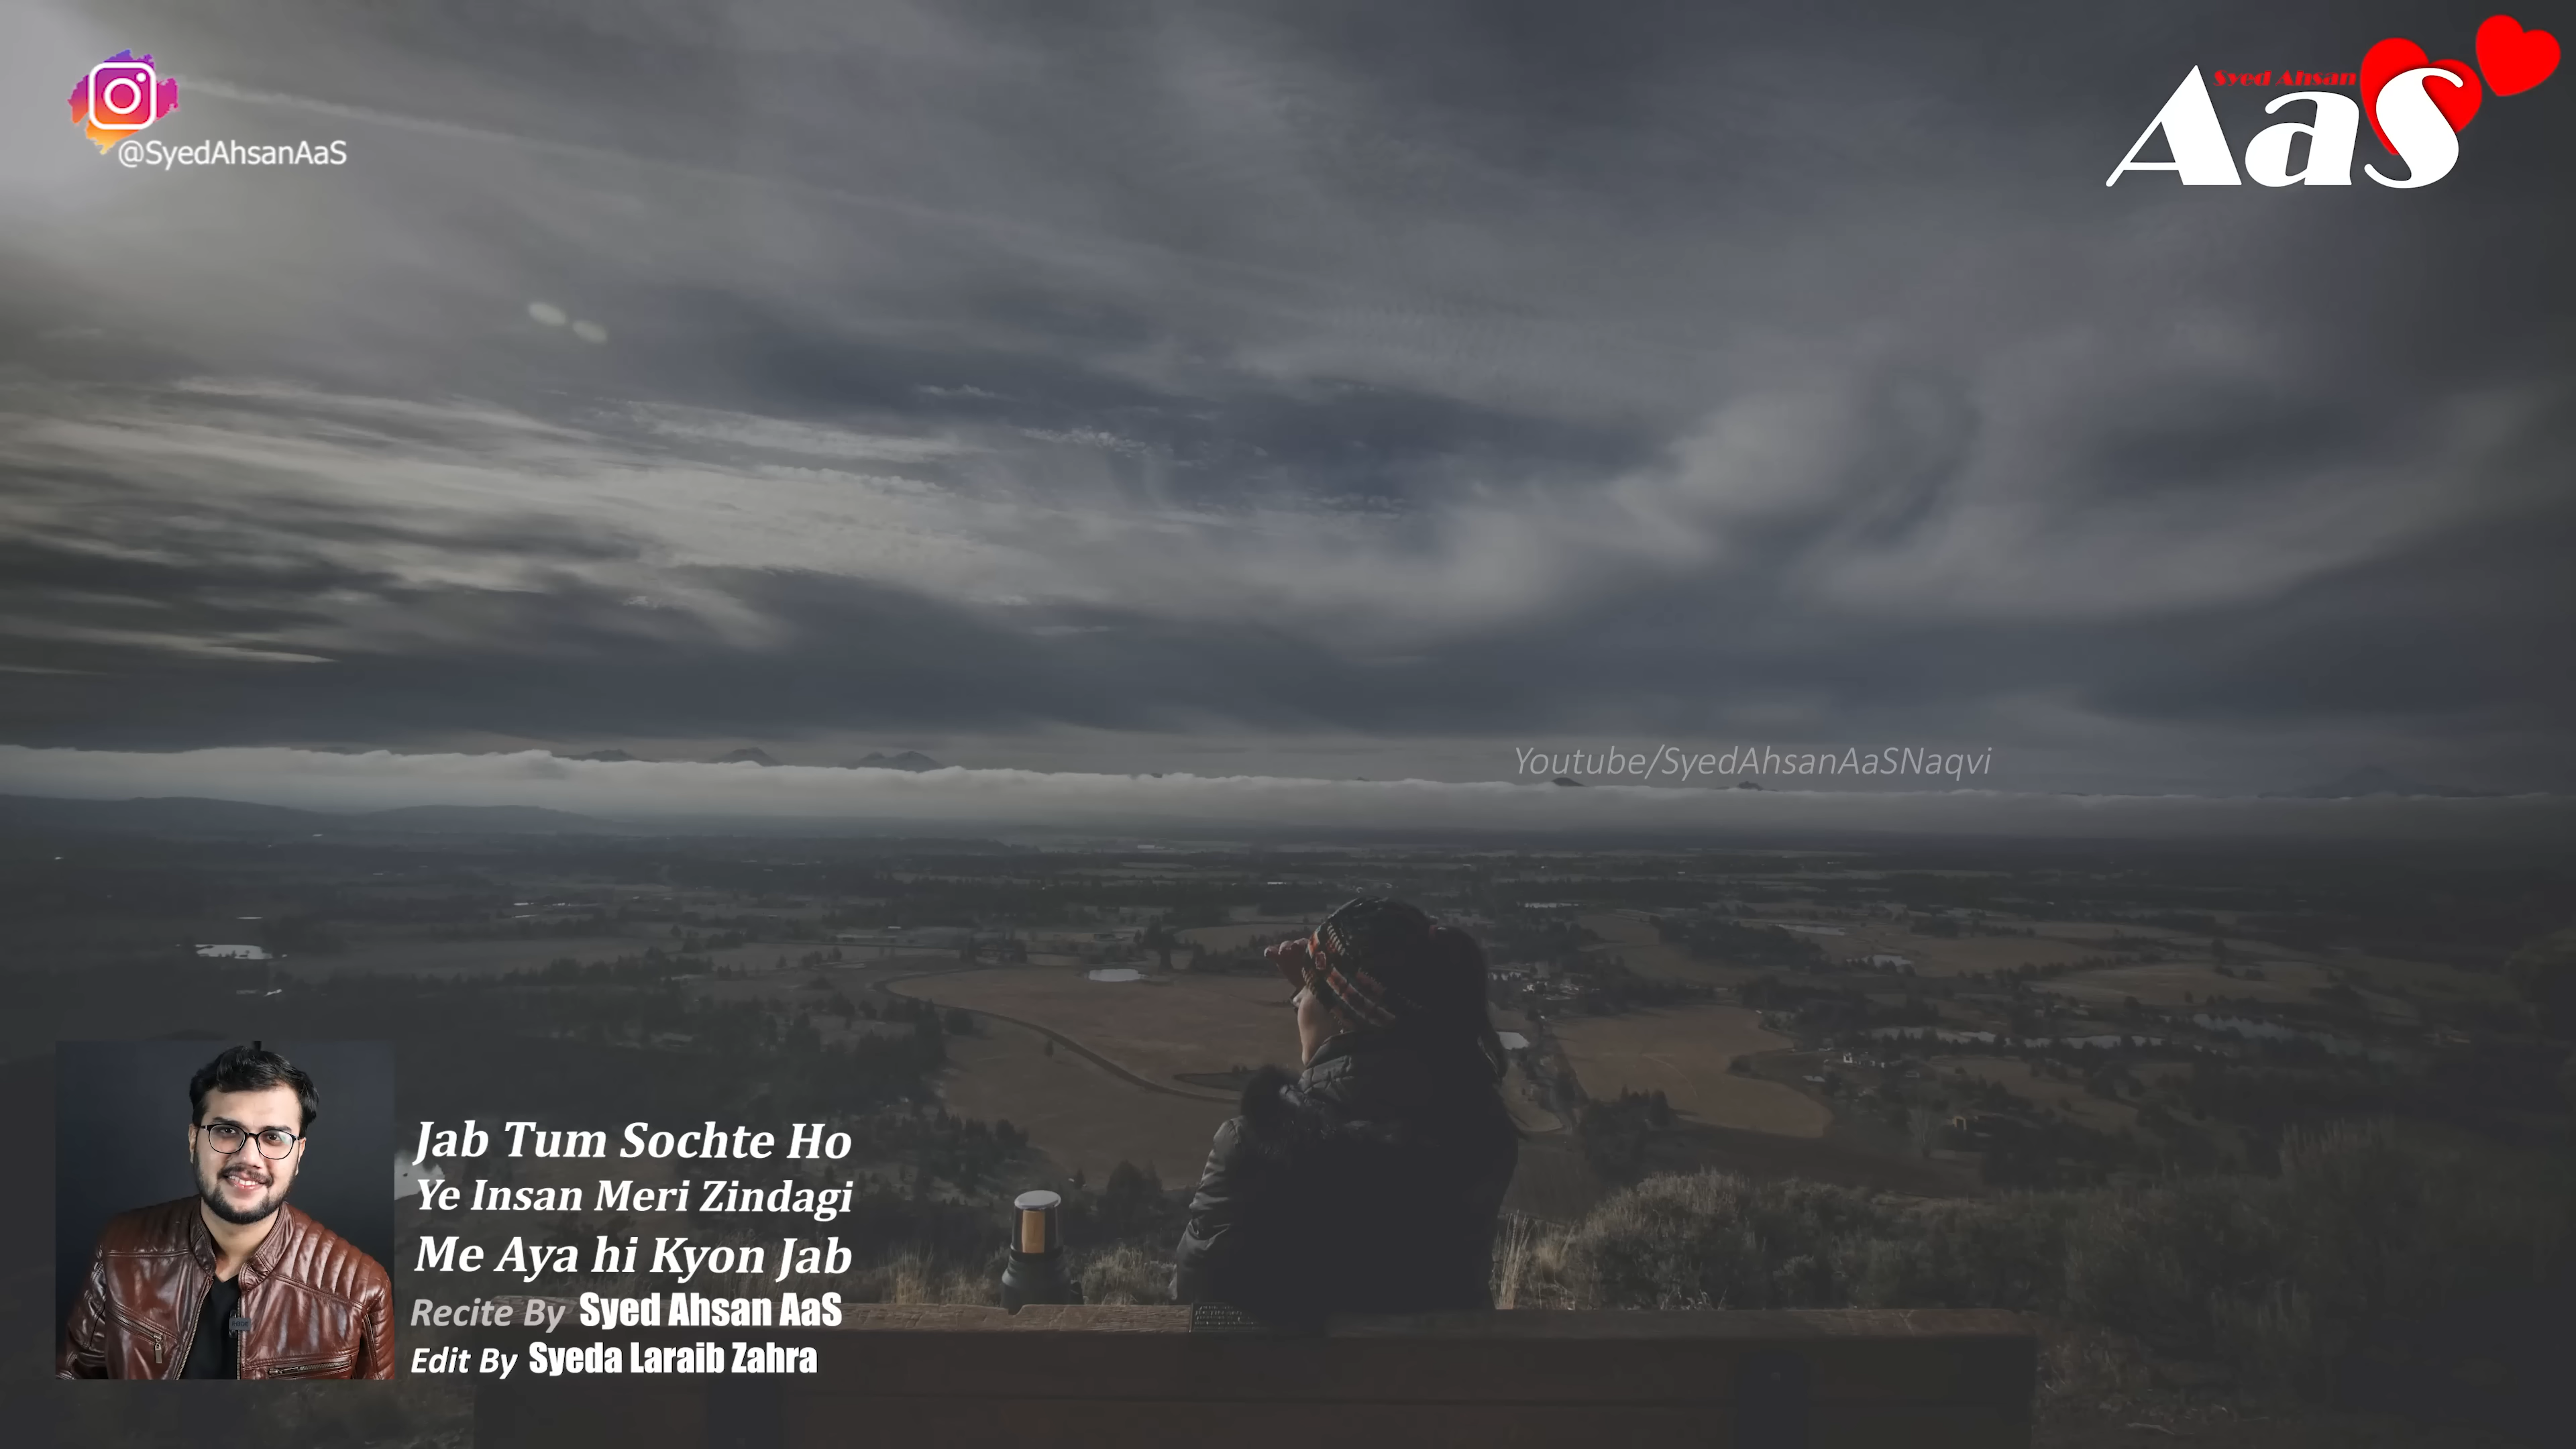 @SyedAhsanAaS
Syed Ahsan
AaS
Youtube/SyedAhsanAaSNaqvi
Jab Tum Sochte Ho
Ye Insan Meri Zindagi
Me Aya hi Kyon Jab
Recite By Syed Ahsan AaS
Edit By Syeda Laraib Zahra